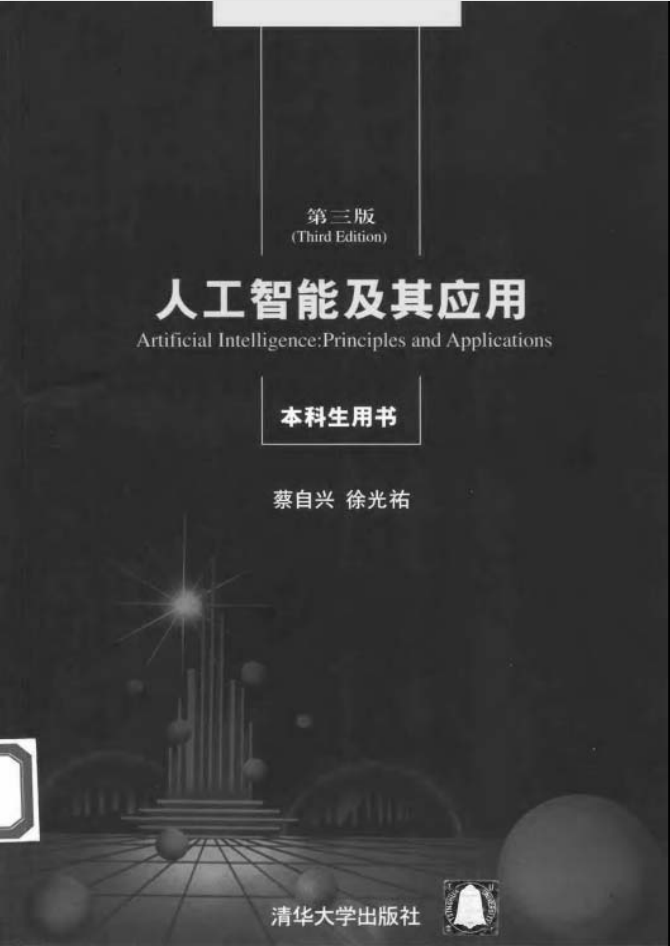 第三版
(Third Edition)
人工智能及其应用
Artificial Intelligence:Principles and Applications
本科生用书
蔡自兴 徐光祐
清华大学出版社